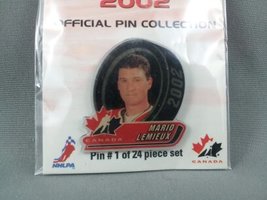 2002
OFFICIAL PIN COLLECTION
2002
MARIO
LEMIEUX
CANADA
Pin # 1 of 24 piece set
NHLPA
CANADA